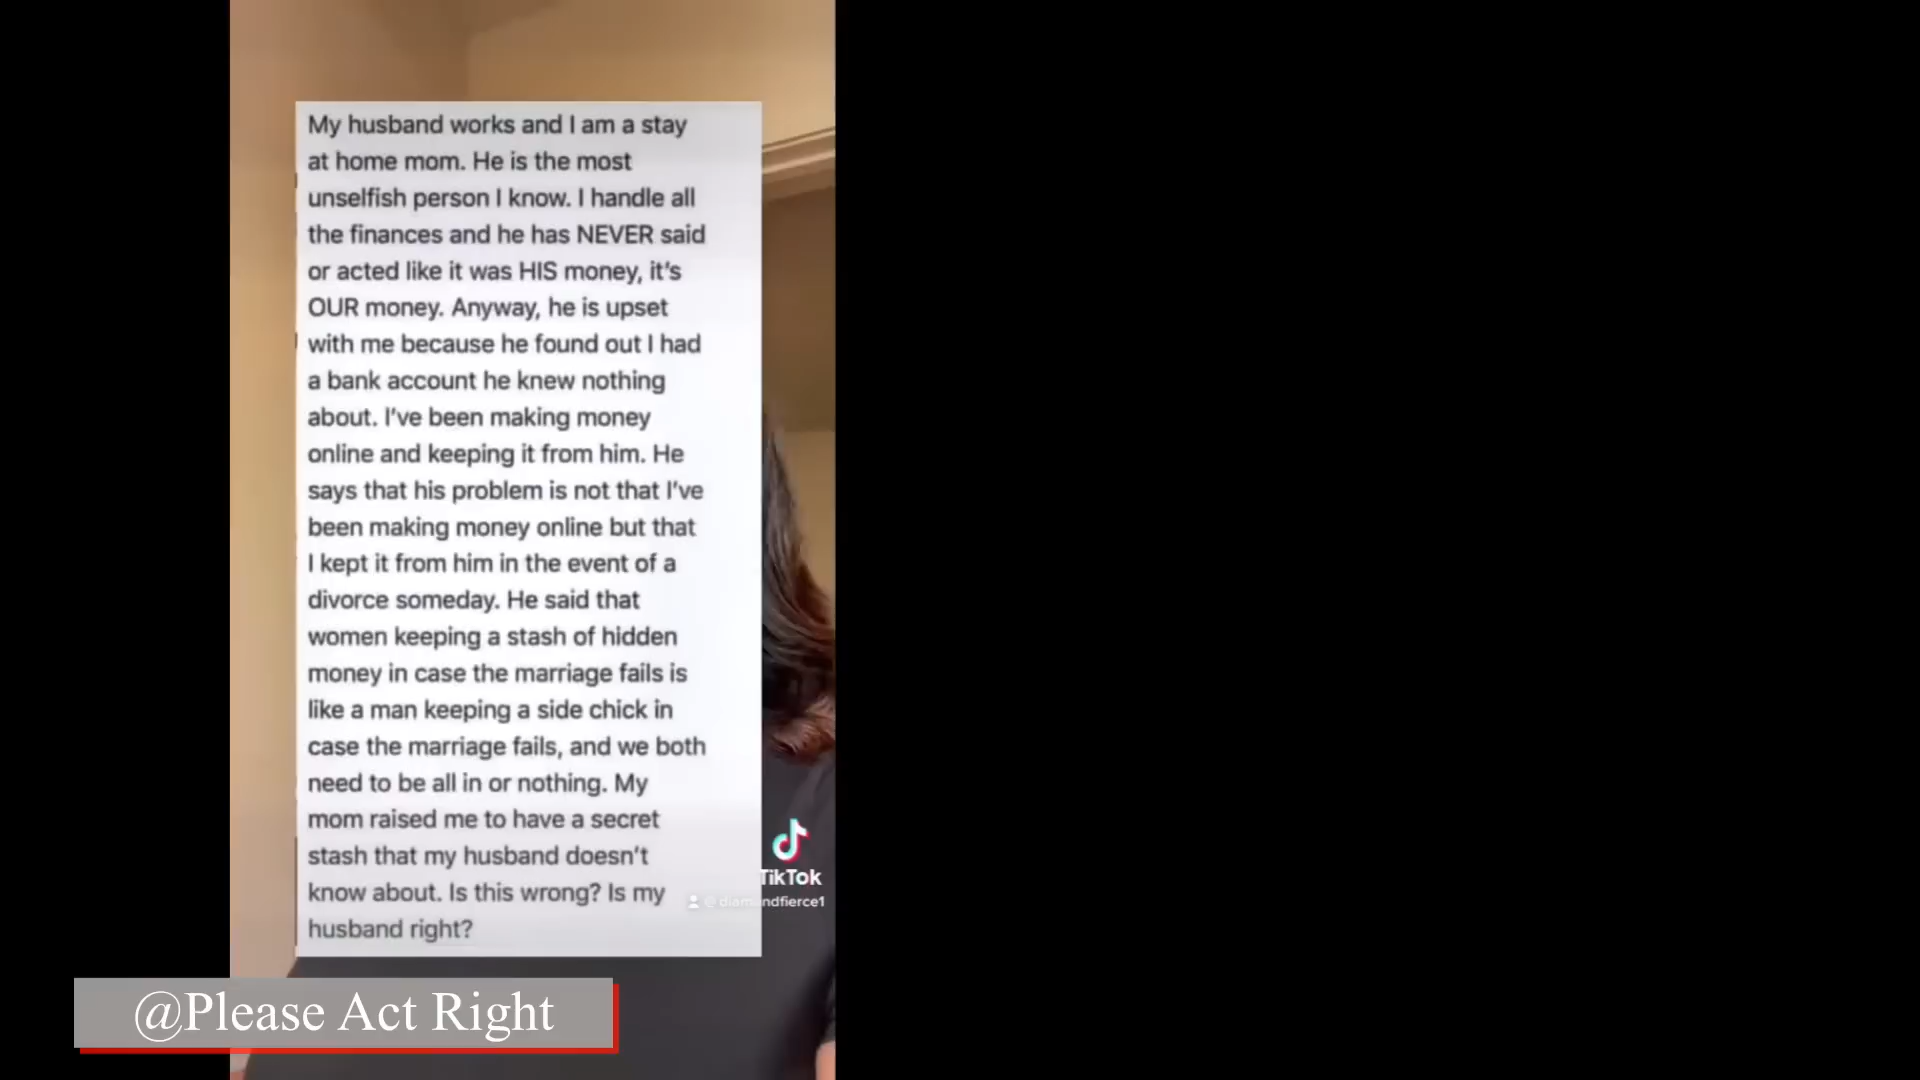 My husband works and I am a stay
at home mom. He is the most
unselfish person I know. I handle all
the finances and he has NEVER said
or acted like it was HIS money, it's
OUR money. Anyway, he is upset
with me because he found out I had
a bank account he knew nothing
about. I've been making money
online and keeping it from him. He
says that his problem is not that I've
been making money online but that
I kept it from him in the event of a
divorce someday. He said that
women keeping a stash of hidden
money in case the marriage fails is
like a man keeping a side chick in
case the marriage fails, and we both
need to be all in or nothing. My
mom raised me to have a secret
stash that my husband doesn't
know about. Is this wrong? Is my
husband right?
TikTok
@diamondfierce1
@Please Act Right